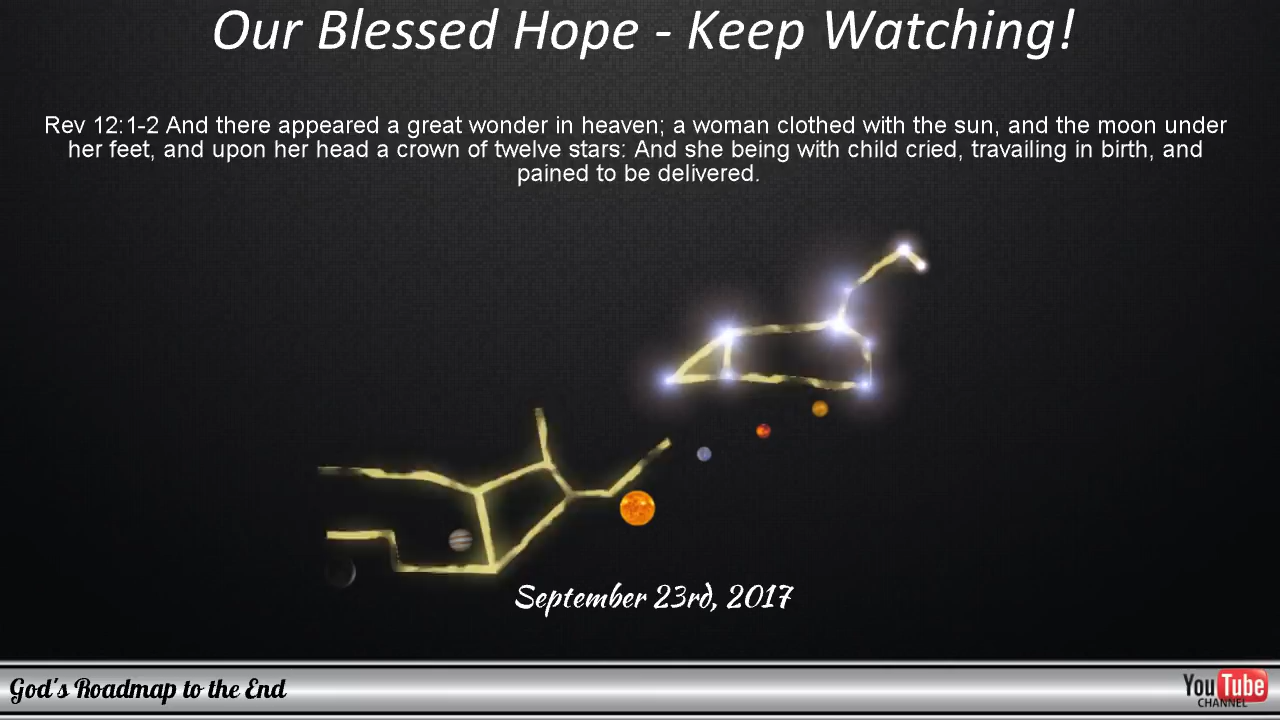 Our Blessed Hope - Keep Watching!
Rev 12:1-2 And there appeared a great wonder in heaven; a woman clothed with the sun, and the moon under
her feet, and upon her head a crown of twelve stars: And she being with child cried, travailing in birth, and
pained to be delivered.
September 23rd, 2017
God's Roadmap to the End
YouTube
CHANNEL